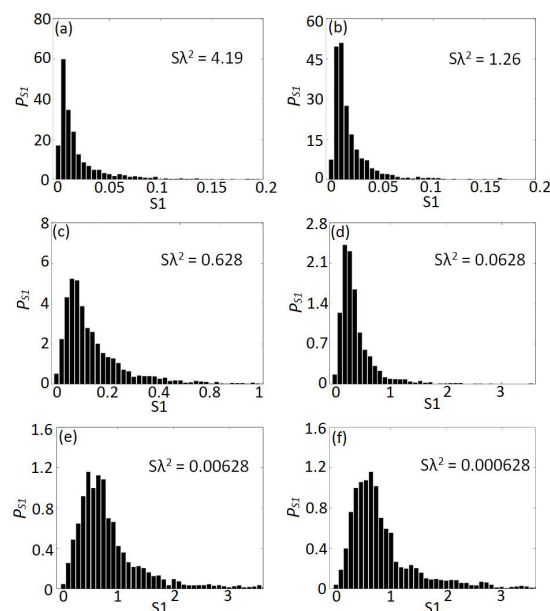 (a)
Sλ² = 4.19
P_S1
80
60
40
20
0
0 0.05 0.1 0.15 0.2
S1
(b)
Sλ² = 1.26
P_S1
60
45
30
15
0
0 0.05 0.1 0.15 0.2
S1
(c)
Sλ² = 0.628
P_S1
8
6
4
2
0
0 0.2 0.4 0.8 1
S1
(d)
Sλ² = 0.0628
P_S1
2.8
2.1
1.4
0.7
0
0 1 2 3
S1
(e)
Sλ² = 0.00628
P_S1
1.6
1.2
0.8
0.4
0
0 1 2 3
S1
(f)
Sλ² = 0.000628
P_S1
1.6
1.2
0.8
0.4
0
0 1 2 3
S1